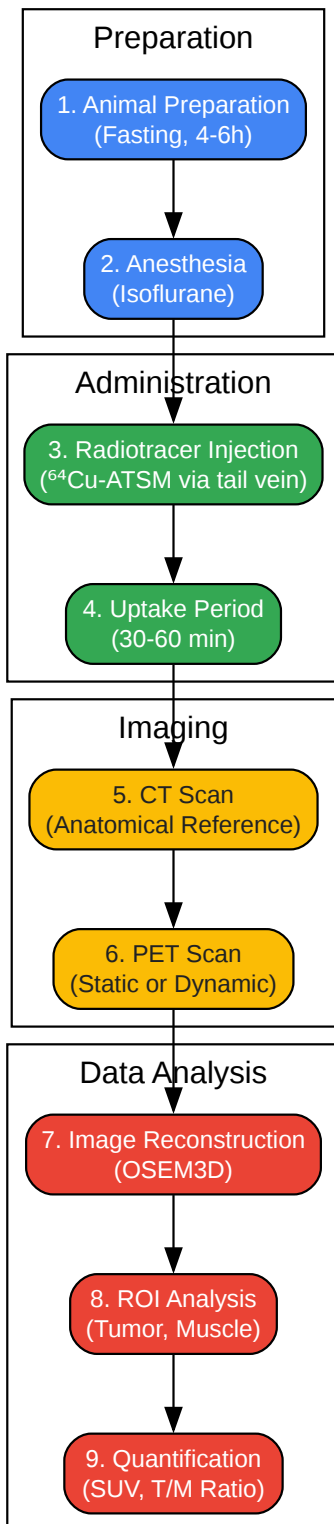 Preparation
1. Animal Preparation
(Fasting, 4-6h)
2. Anesthesia
(Isoflurane)
Administration
3. Radiotracer Injection
(⁶⁴Cu-ATSM via tail vein)
4. Uptake Period
(30-60 min)
Imaging
5. CT Scan
(Anatomical Reference)
6. PET Scan
(Static or Dynamic)
Data Analysis
7. Image Reconstruction
(OSEM3D)
8. ROI Analysis
(Tumor, Muscle)
9. Quantification
(SUV, T/M Ratio)